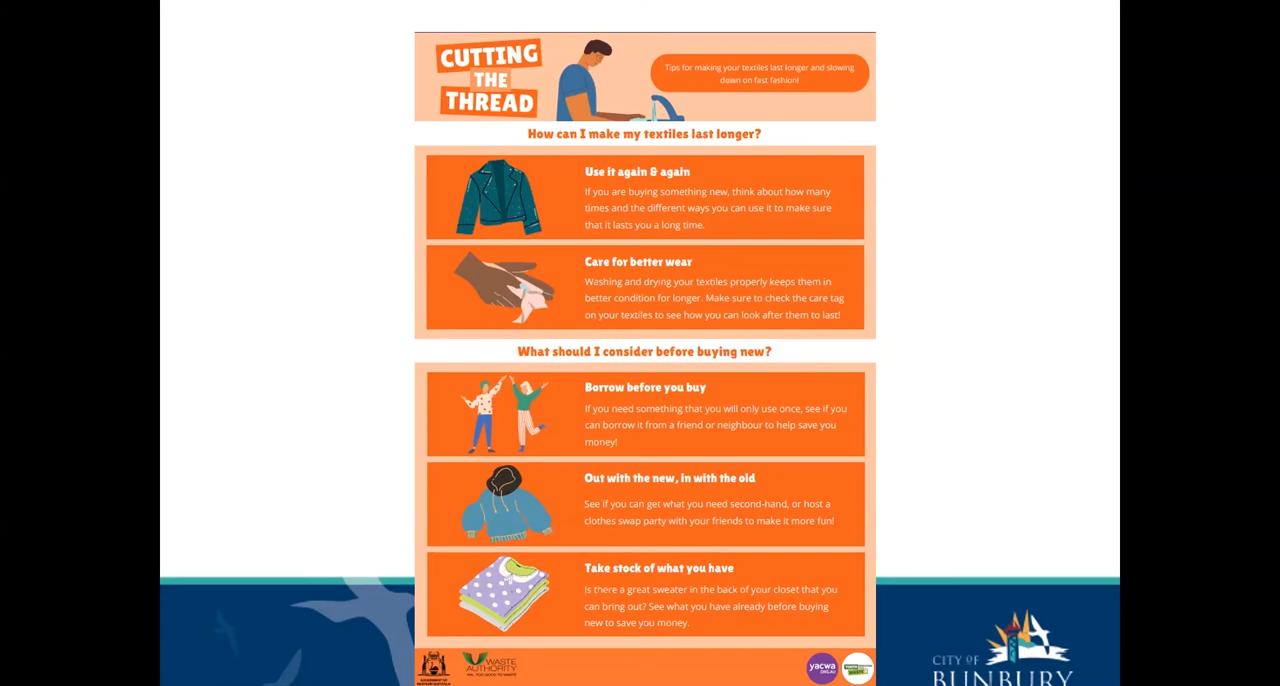 CUTTING
THE
THREAD
Tips for making your textiles last longer and slowing
down on fast fashion!
How can I make my textiles last longer?
Use it again & again
If you are buying something new, think about how many
times and the different ways you can use it to make sure
that it lasts you a long time.
Care for better wear
Washing and drying your textiles properly keeps them in
better condition for longer. Make sure to check the care tag
on your textiles to see how you can look after them to last!
What should I consider before buying new?
Borrow before you buy
If you need something that you will only use once, see if you
can borrow it from a friend or neighbour to help save you
money!
Out with the new, in with the old
See if you can get what you need second-hand, or host a
clothes swap party with your friends to make it more fun!
Take stock of what you have
Is there a great sweater in the back of your closet that you
can bring out? See what you have already before buying
new to save you money.
WASTE
AUTHORITY
WA, TOO GOOD TO WASTE
yacwa
.ORG.AU
CITY OF
BUNBURY